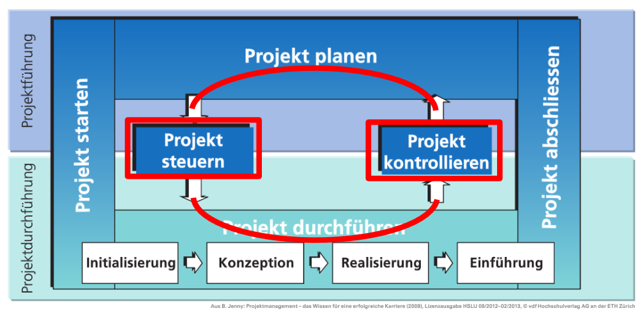 Projektführung
Projektdurchführung
Projekt starten
Projekt planen
Projekt
steuern
Projekt
kontrollieren
Projekt abschliessen
Projekt durchführen
Initialisierung
Konzeption
Realisierung
Einführung
Aus B. Jenny: Projektmanagement – das Wissen für eine erfolgreiche Karriere (2009), Lizenzausgabe HSLU 09/2012–02/2013, © vdf Hochschulverlag AG an der ETH Zürich